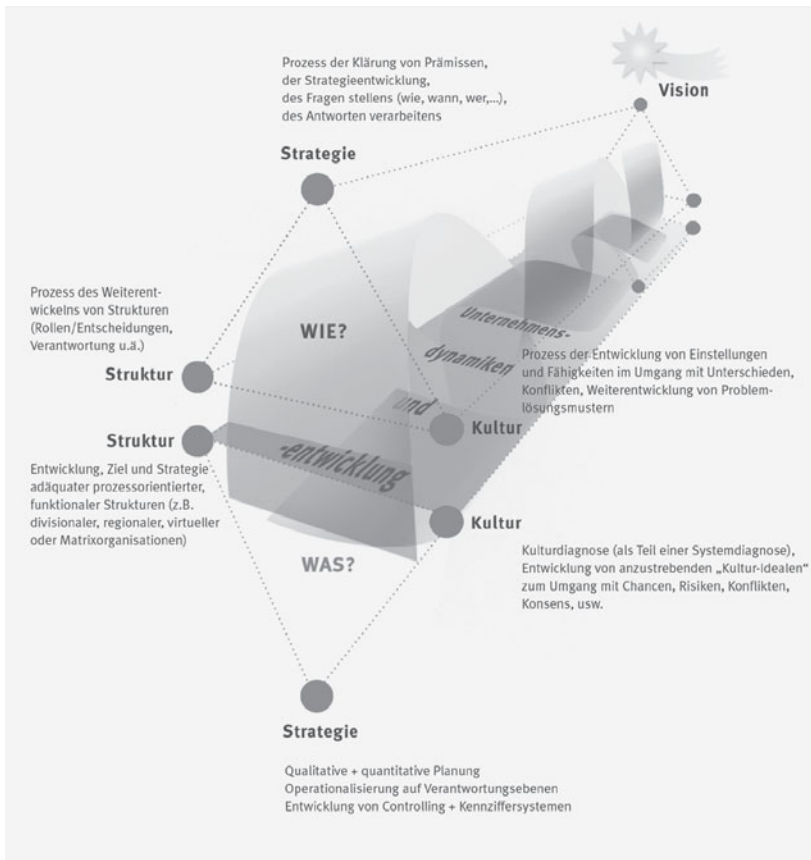 Prozess der Klärung von Prämissen,
der Strategieentwicklung,
des Fragen stellens (wie, wann, wer,...),
des Antworten verarbeitens
Strategie
Vision
Prozess des Weiterent-
wickelns von Strukturen
(Rollen/Entscheidungen,
Verantwortung u.ä.)
Struktur
WIE?
Unternehmens-
dynamiken
und
-entwicklung
Prozess der Entwicklung von Einstellungen
und Fähigkeiten im Umgang mit Unterschieden,
Konflikten, Weiterentwicklung von Problem-
lösungsmustern
Kultur
Struktur
Entwicklung, Ziel und Strategie
adäquater prozessorientierter,
funktionaler Strukturen (z.B.
divisionaler, regionaler, virtueller
oder Matrixorganisationen)
WAS?
Kultur
Kulturdiagnose (als Teil einer Systemdiagnose),
Entwicklung von anzustrebenden „Kultur-Idealen“
zum Umgang mit Chancen, Risiken, Konflikten,
Konsens, usw.
Strategie
Qualitative + quantitative Planung
Operationalisierung auf Verantwortungsebenen
Entwicklung von Controlling + Kennziffersystemen